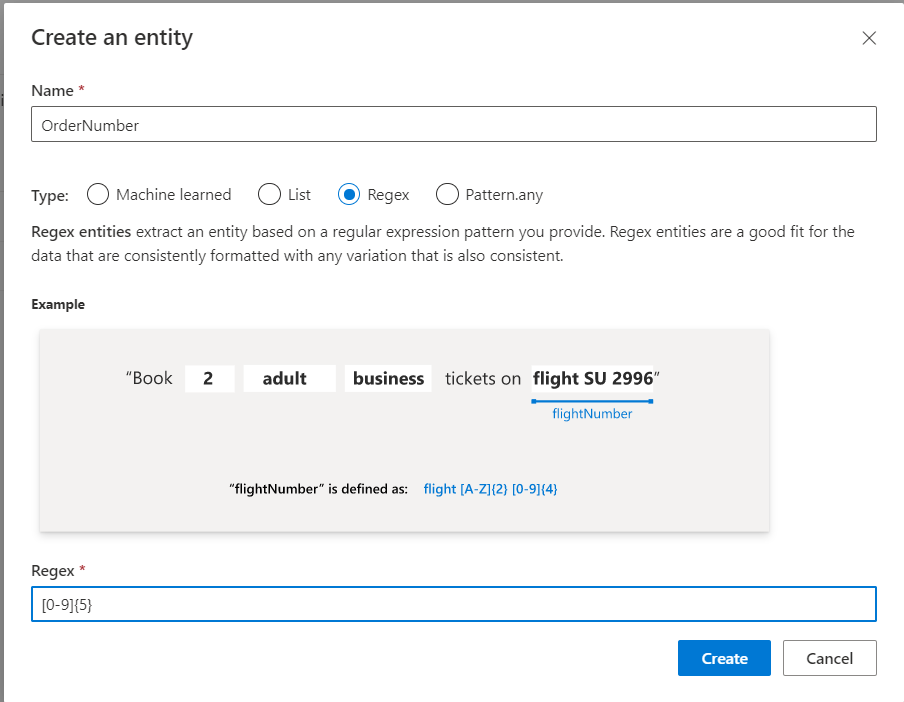 Create an entity
Name *
OrderNumber
Type: Machine learned List Regex Pattern.any
Regex entities extract an entity based on a regular expression pattern you provide. Regex entities are a good fit for the
data that are consistently formatted with any variation that is also consistent.
Example
“Book 2 adult business tickets on flight SU 2996”
flightNumber
“flightNumber” is defined as: flight [A-Z]{2} [0-9]{4}
Regex *
[0-9]{5}
Create Cancel